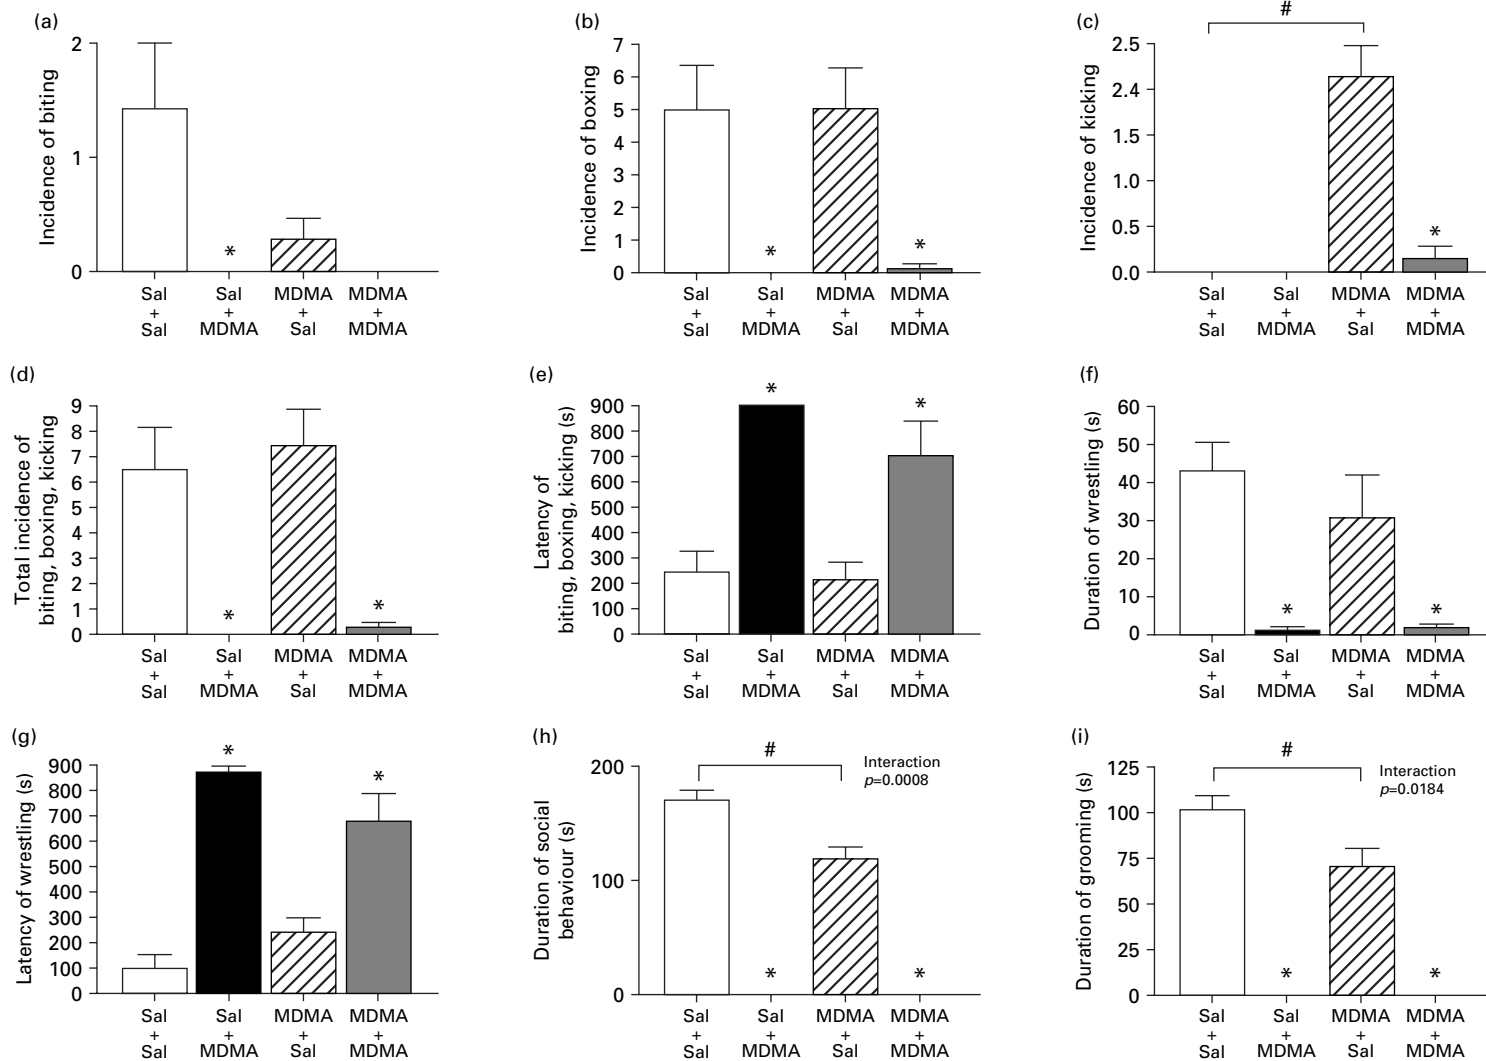 (a)
Incidence of biting
2
1
0
*
Sal + Sal
Sal + MDMA
MDMA + Sal
MDMA + MDMA
(b)
Incidence of boxing
7
6
5
4
3
2
1
0
*
*
Sal + Sal
Sal + MDMA
MDMA + Sal
MDMA + MDMA
(c)
#
Incidence of kicking
2.5
2.4
1.5
1.0
0.5
0.0
*
Sal + Sal
Sal + MDMA
MDMA + Sal
MDMA + MDMA
(d)
Total incidence of
biting, boxing, kicking
9
8
7
6
5
4
3
2
1
0
*
*
Sal + Sal
Sal + MDMA
MDMA + Sal
MDMA + MDMA
(e)
Latency of
biting, boxing, kicking (s)
900
800
700
600
500
400
300
200
100
0
*
*
Sal + Sal
Sal + MDMA
MDMA + Sal
MDMA + MDMA
(f)
Duration of wrestling (s)
60
50
40
30
20
10
0
*
*
Sal + Sal
Sal + MDMA
MDMA + Sal
MDMA + MDMA
(g)
Latency of wrestling (s)
900
800
700
600
500
400
300
200
100
0
*
*
Sal + Sal
Sal + MDMA
MDMA + Sal
MDMA + MDMA
(h)
#
Interaction
p=0.0008
Duration of social
behaviour (s)
200
100
0
*
*
Sal + Sal
Sal + MDMA
MDMA + Sal
MDMA + MDMA
(i)
#
Interaction
p=0.0184
Duration of grooming (s)
125
100
75
50
25
0
*
*
Sal + Sal
Sal + MDMA
MDMA + Sal
MDMA + MDMA